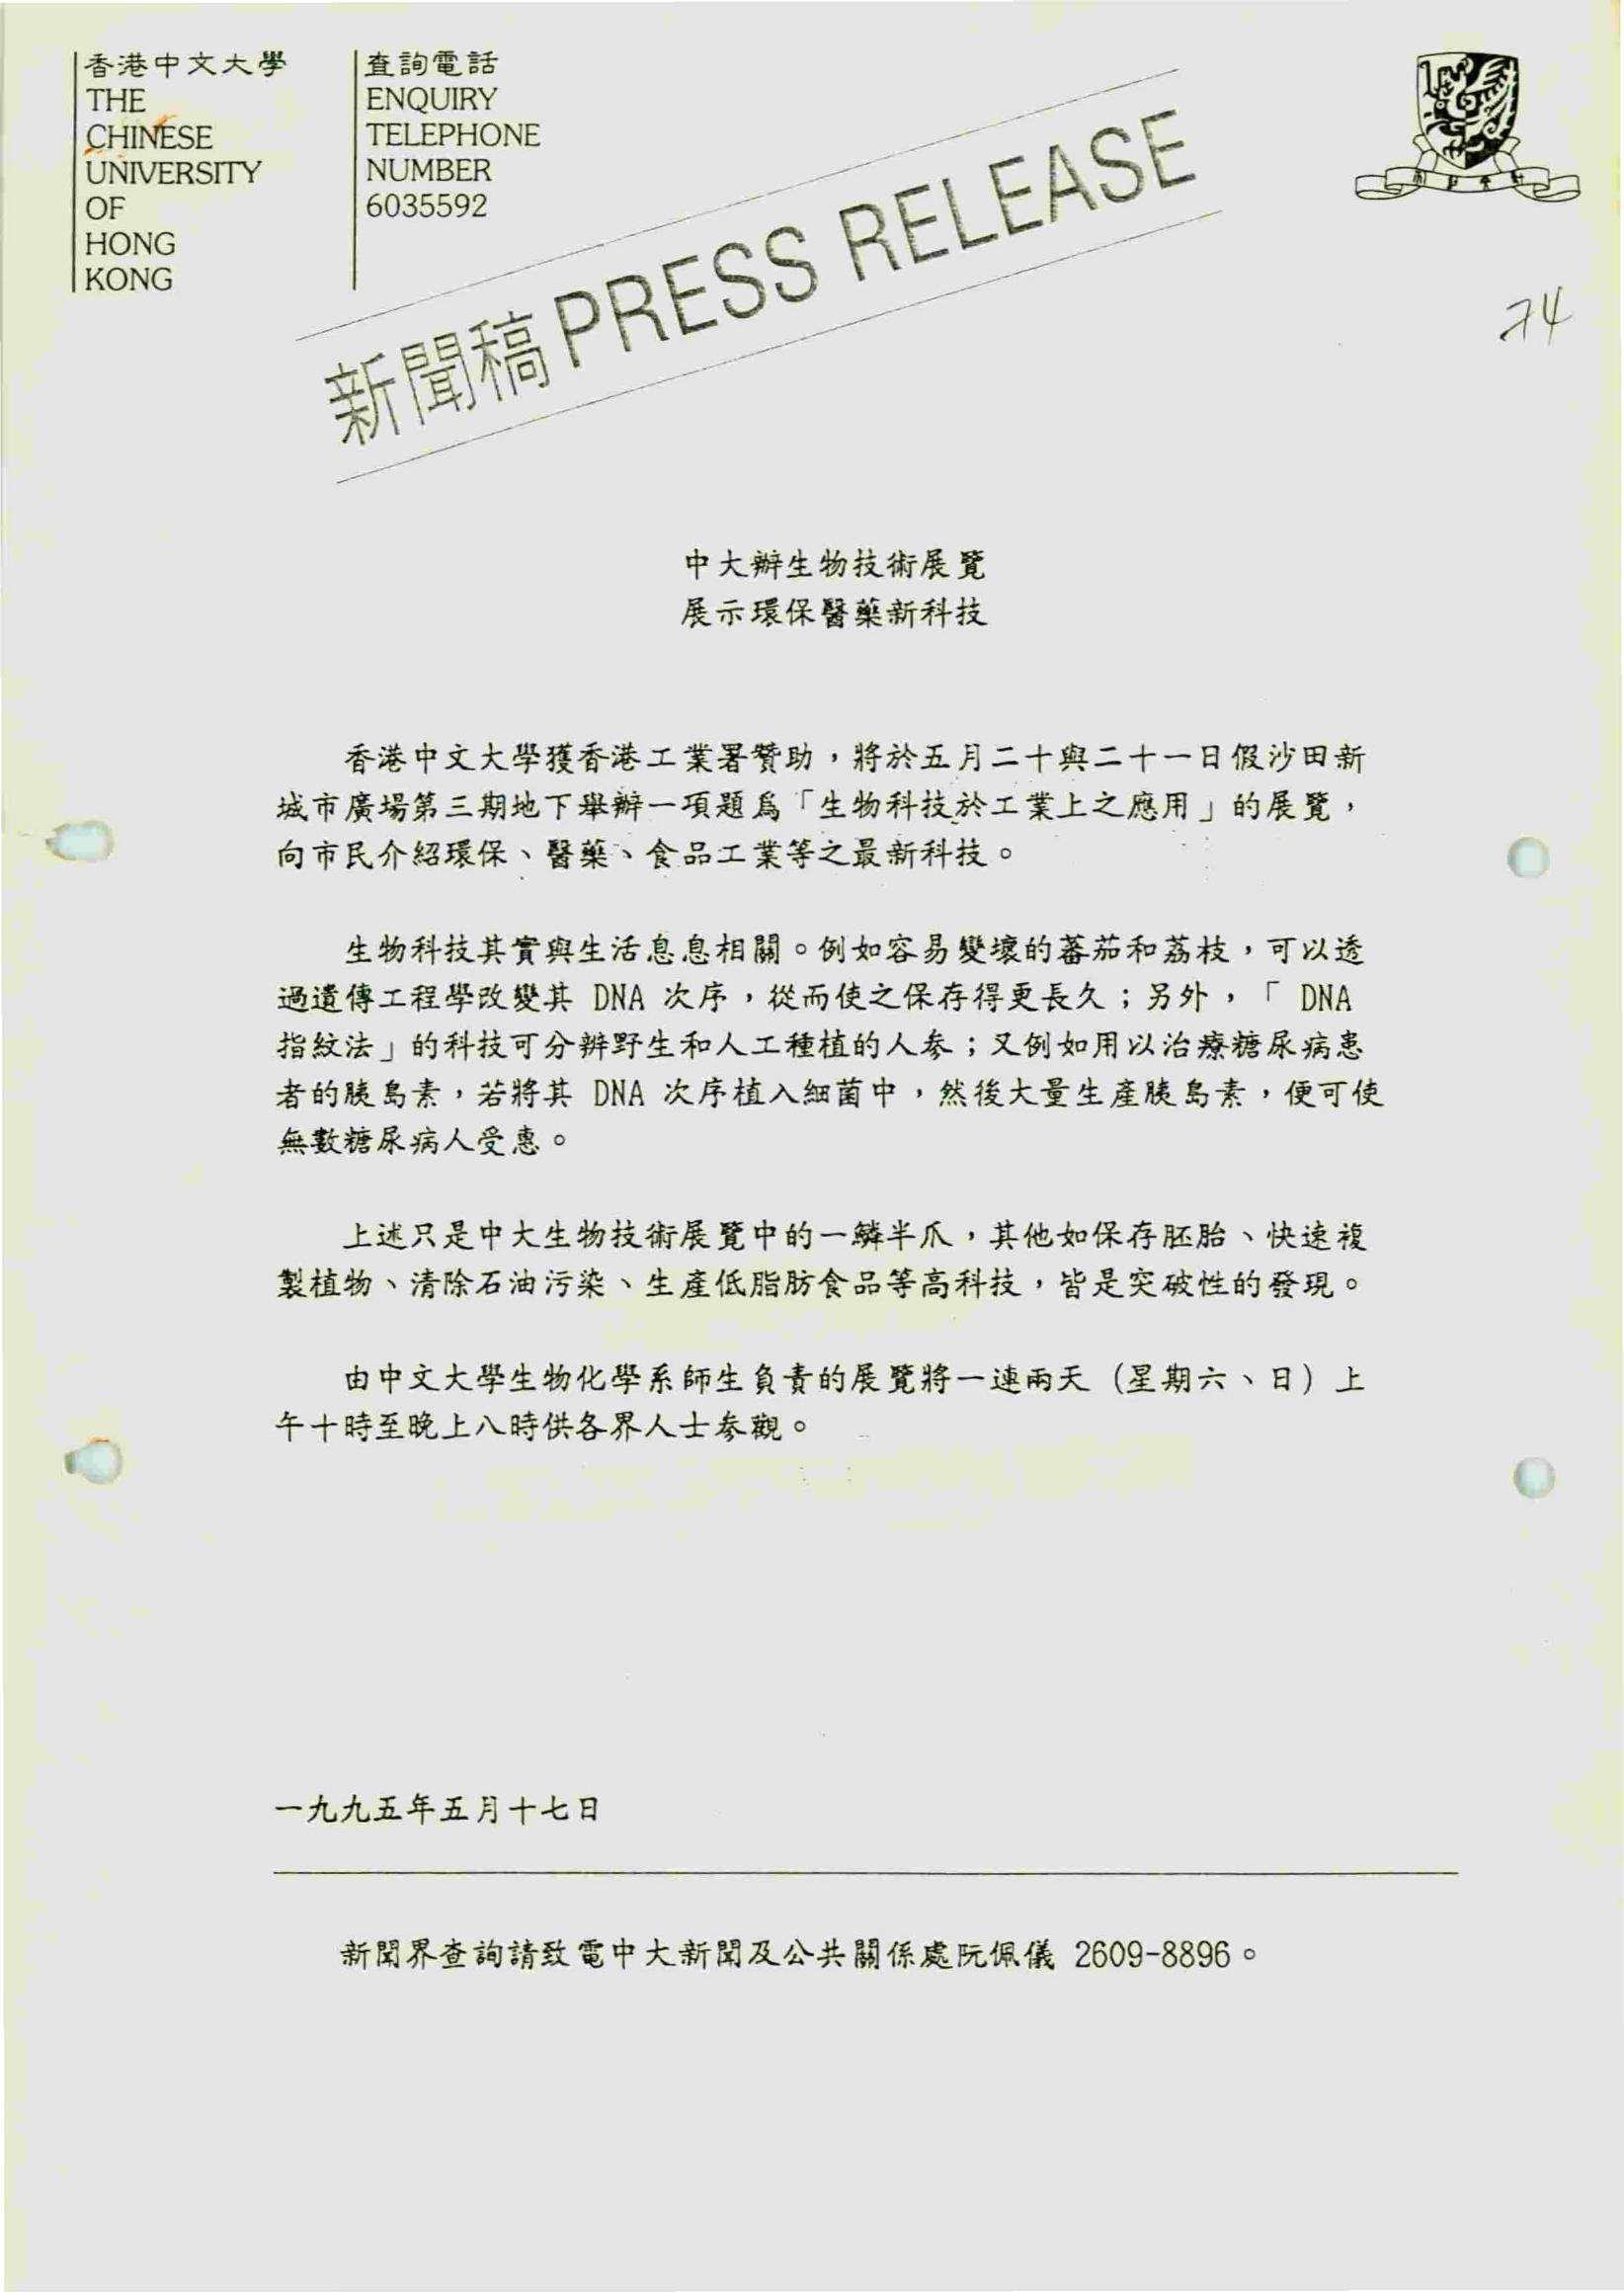 香港中文大學
THE
CHINESE
UNIVERSITY
OF
HONG
KONG
查詢電話
ENQUIRY
TELEPHONE
NUMBER
6035592
新聞稿 PRESS RELEASE
74
中大辦生物技術展覽
展示環保醫藥新科技
香港中文大學獲香港工業署贊助，將於五月二十與二十一日假沙田新
城市廣場第三期地下舉辦一項題為「生物科技於工業上之應用」的展覽，
向市民介紹環保、醫藥、食品工業等之最新科技。
生物科技其實與生活息息相關。例如容易變壞的蕃茄和荔枝，可以透
過遺傳工程學改變其 DNA 次序，從而使之保存得更長久；另外，「 DNA
指紋法」的科技可分辨野生和人工種植的人參；又例如用以治療糖尿病患
者的胰島素，若將其 DNA 次序植入細菌中，然後大量生產胰島素，便可使
無數糖尿病人受惠。
上述只是中大生物技術展覽中的一鱗半爪，其他如保存胚胎、快速複
製植物、清除石油污染、生產低脂肪食品等高科技，皆是突破性的發現。
由中文大學生物化學系師生負責的展覽將一連兩天（星期六、日）上
午十時至晚上八時供各界人士參觀。
一九九五年五月十七日
新聞界查詢請致電中大新聞及公共關係處阮佩儀 2609-8896。